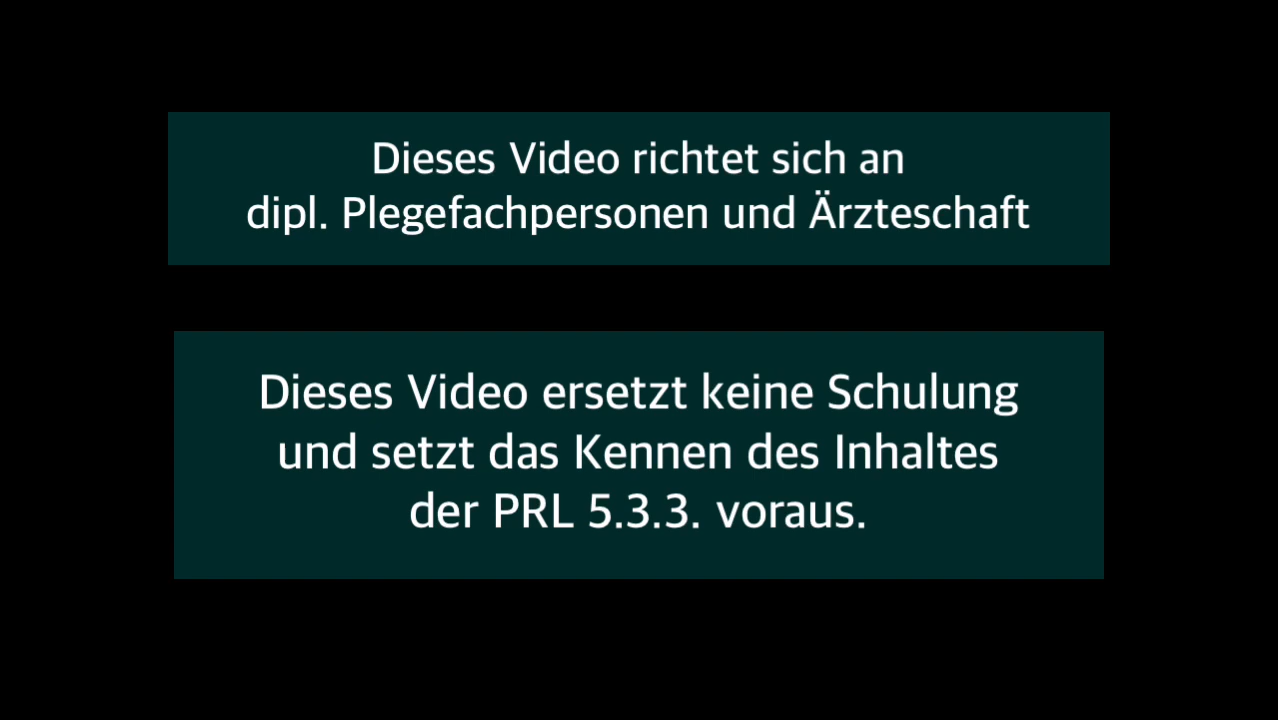 Dieses Video richtet sich an
dipl. Plegefachpersonen und Ärzteschaft
Dieses Video ersetzt keine Schulung
und setzt das Kennen des Inhaltes
der PRL 5.3.3. voraus.